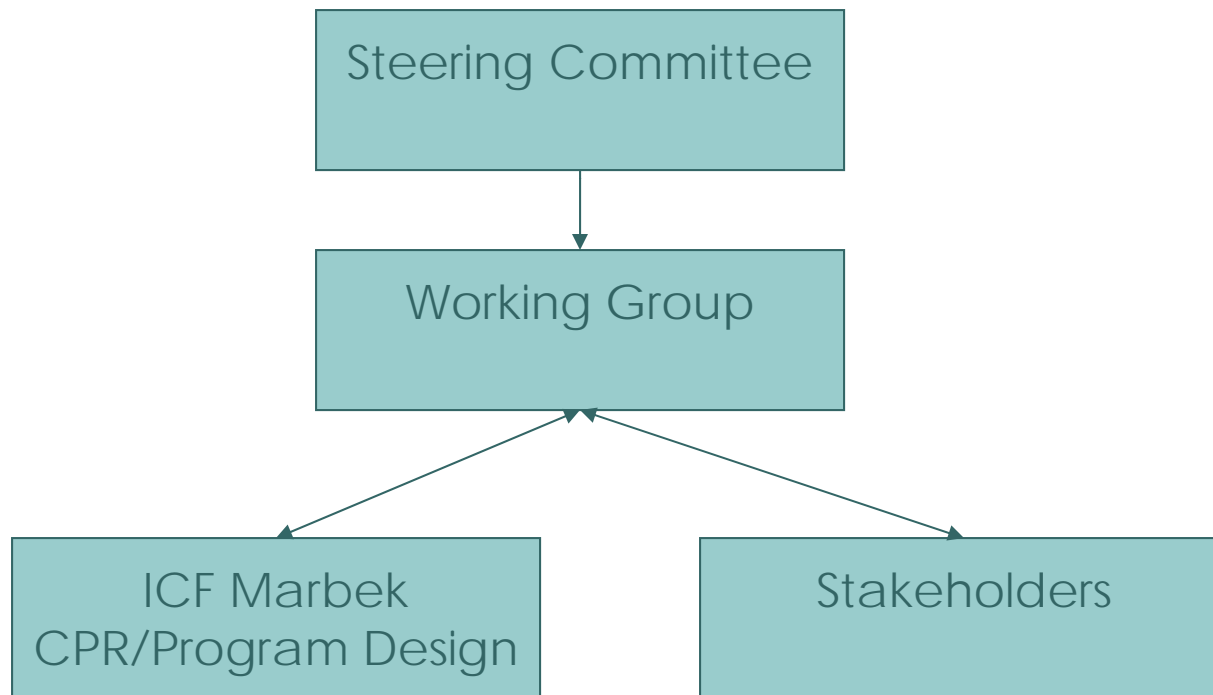 Steering Committee
Working Group
ICF Marbek
CPR/Program Design
Stakeholders